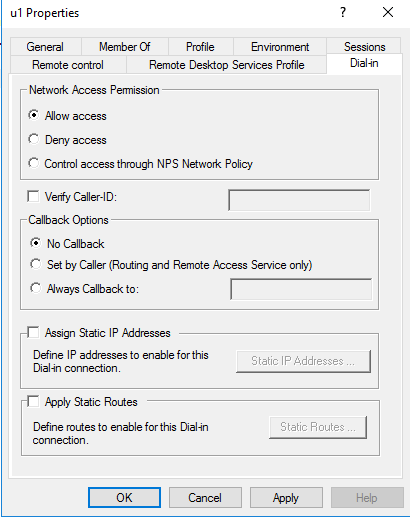 u1 Properties
?
×
General
Member Of
Profile
Environment
Sessions
Remote control
Remote Desktop Services Profile
Dial-in
Network Access Permission
Allow access
Deny access
Control access through NPS Network Policy
Verify Caller-ID:
Callback Options
No Callback
Set by Caller (Routing and Remote Access Service only)
Always Callback to:
Assign Static IP Addresses
Define IP addresses to enable for this
Dial-in connection.
Static IP Addresses ...
Apply Static Routes
Define routes to enable for this Dial-in
connection.
Static Routes ...
OK
Cancel
Apply
Help